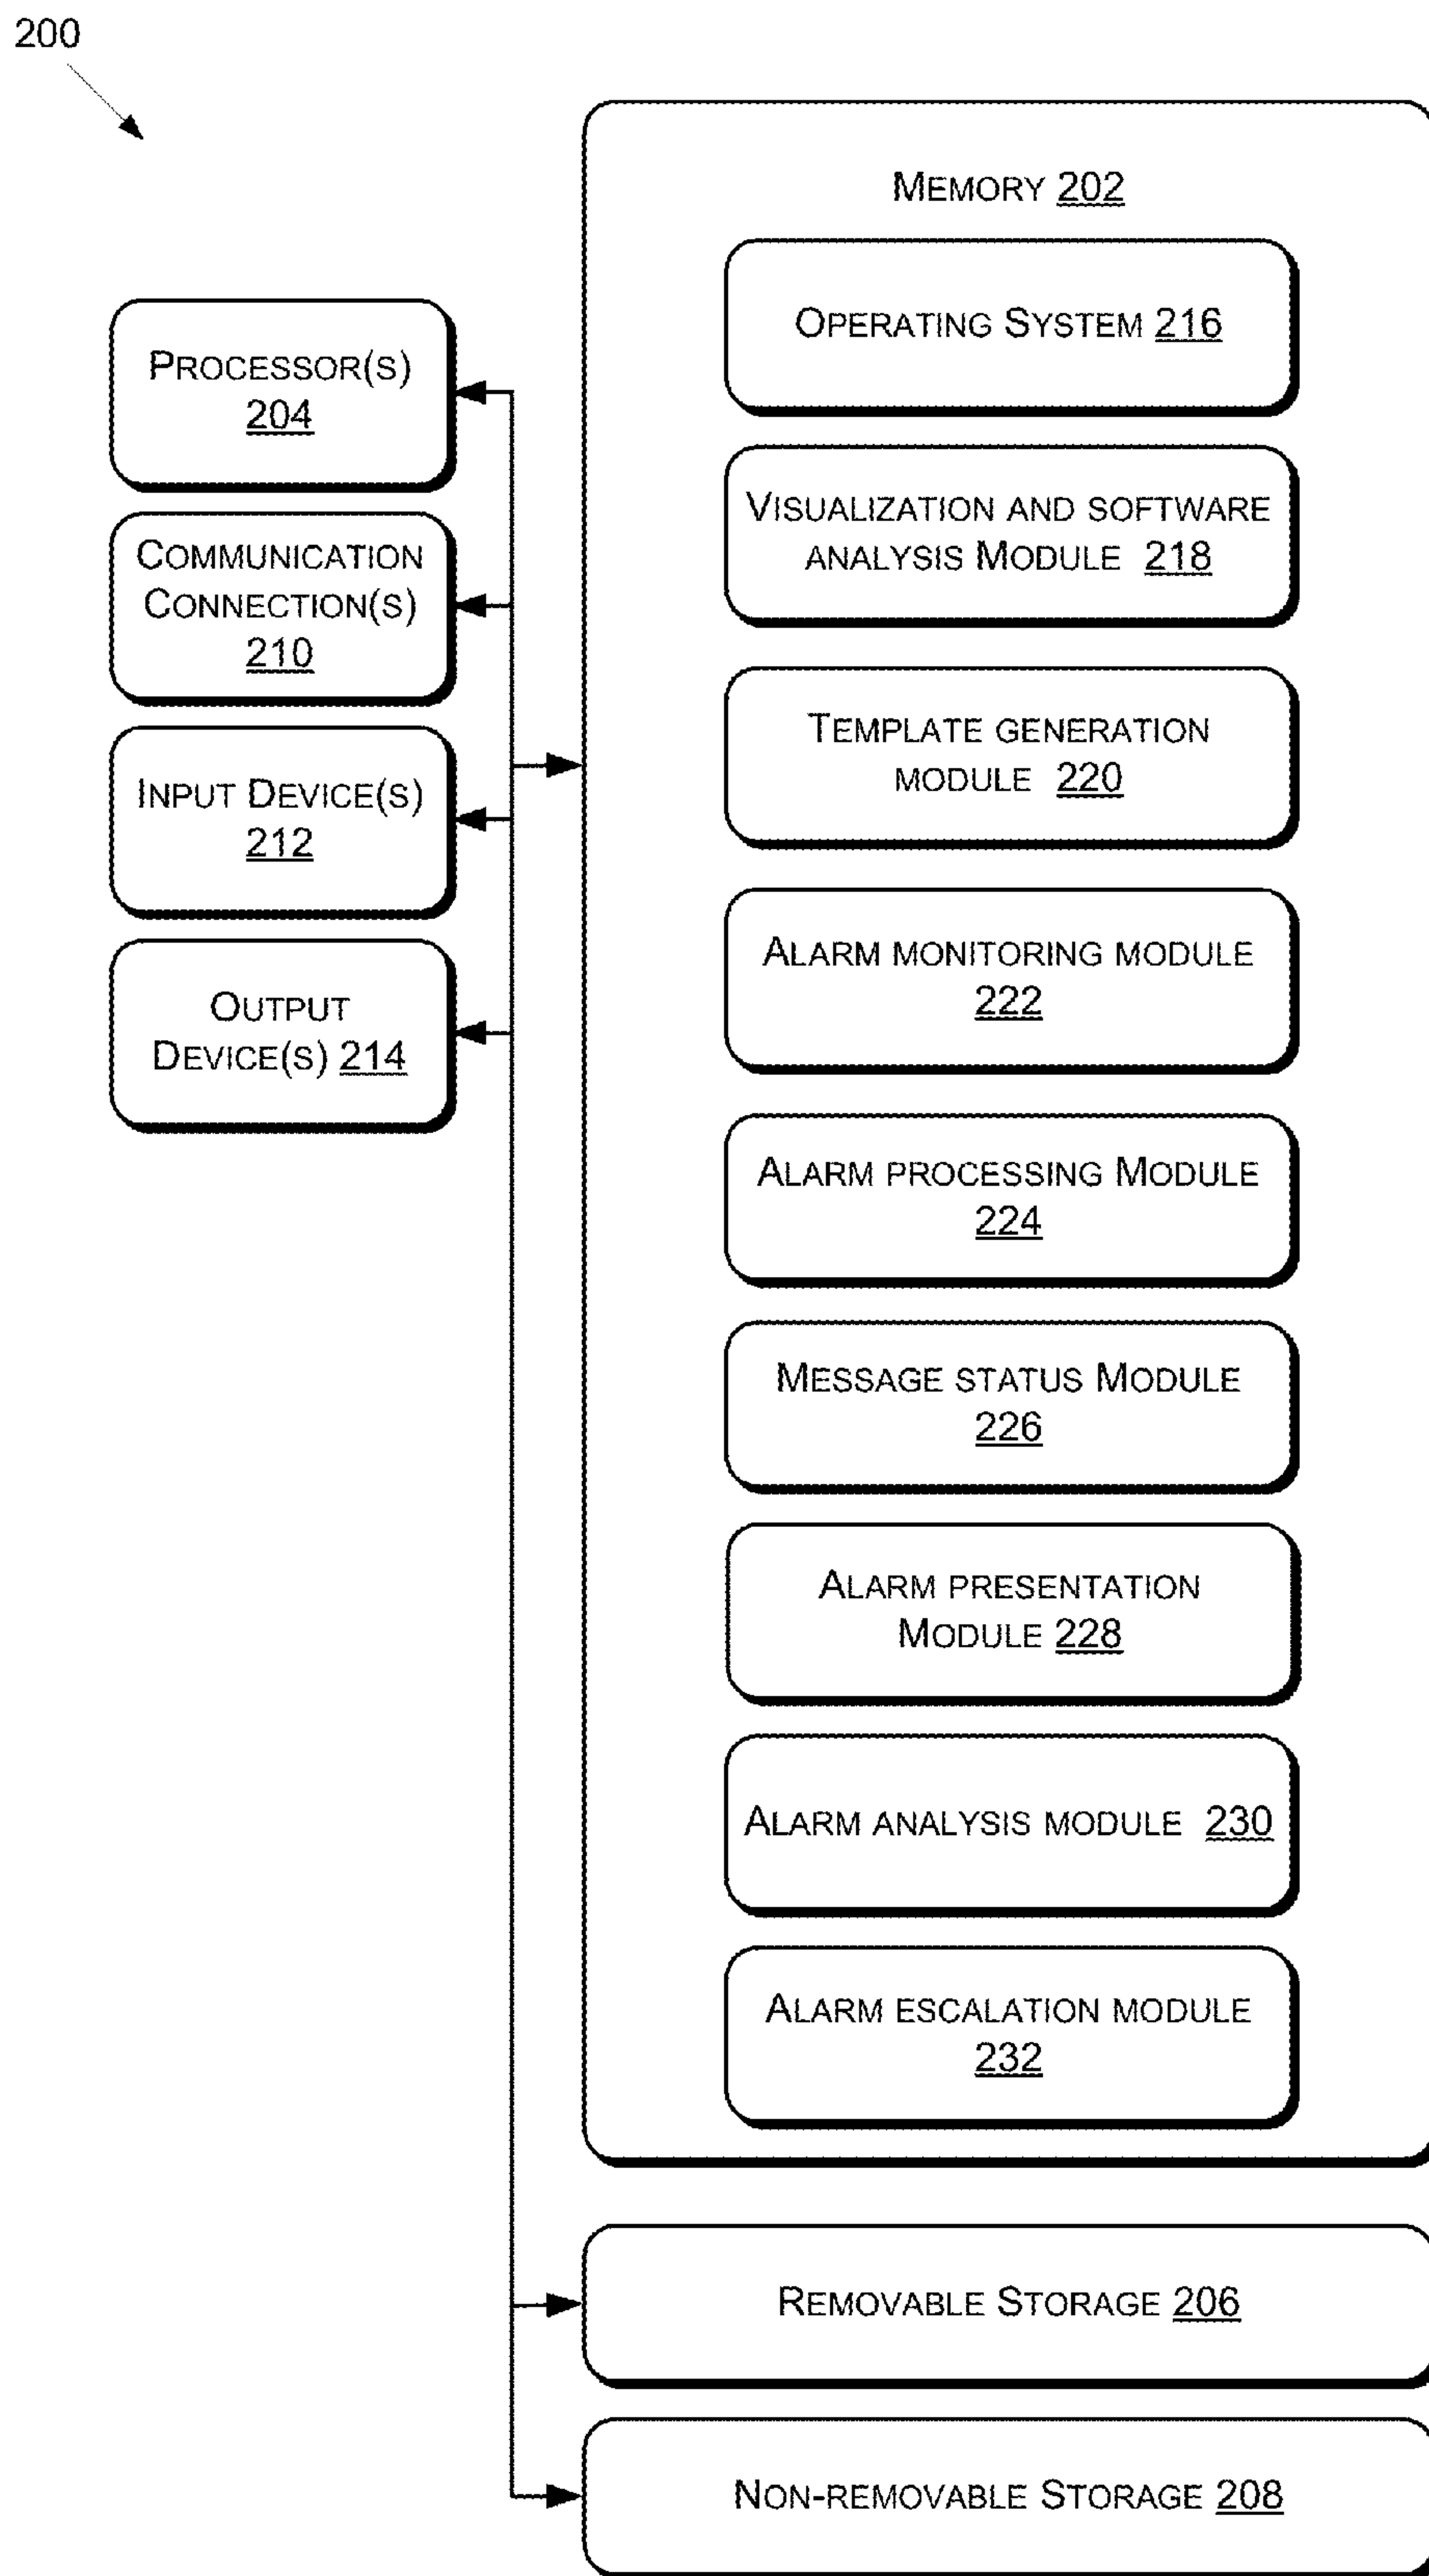 200
MEMORY 202
OPERATING SYSTEM 216
VISUALIZATION AND SOFTWARE
ANALYSIS MODULE 218
TEMPLATE GENERATION
MODULE 220
ALARM MONITORING MODULE
222
ALARM PROCESSING MODULE
224
MESSAGE STATUS MODULE
226
ALARM PRESENTATION
MODULE 228
ALARM ANALYSIS MODULE 230
ALARM ESCALATION MODULE
232
PROCESSOR(S)
204
COMMUNICATION
CONNECTION(S)
210
INPUT DEVICE(S)
212
OUTPUT
DEVICE(S) 214
REMOVABLE STORAGE 206
NON-REMOVABLE STORAGE 208